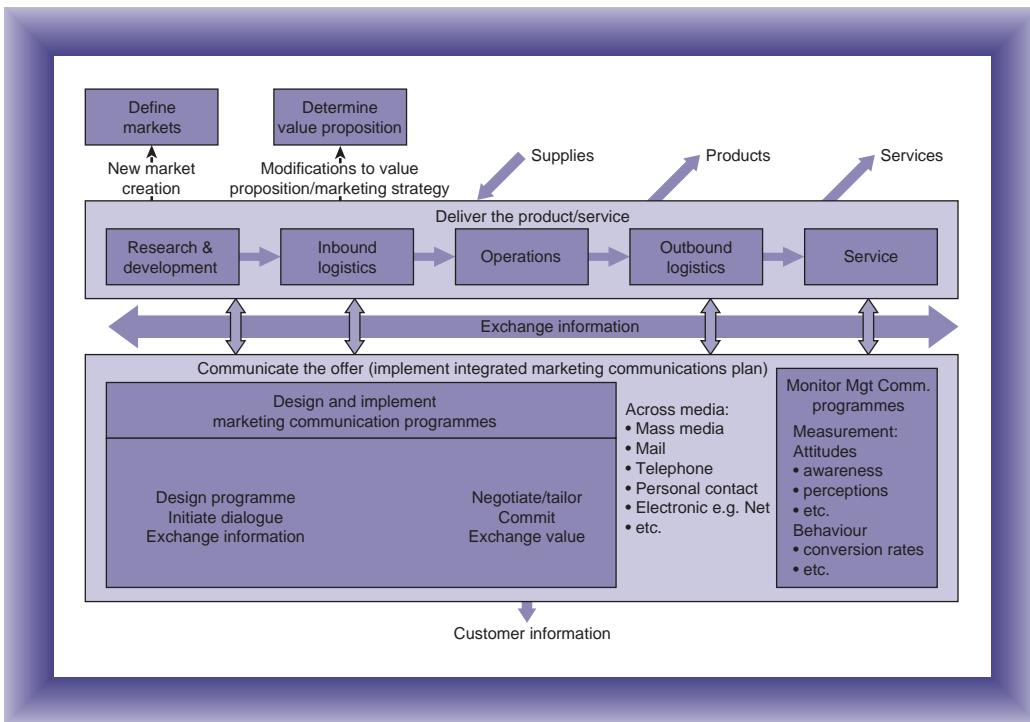 Define
markets
Determine
value proposition
New market
creation
Modifications to value
proposition/marketing strategy
Supplies
Products
Services
Deliver the product/service
Research &
development
Inbound
logistics
Operations
Outbound
logistics
Service
Exchange information
Communicate the offer (implement integrated marketing communications plan)
Design and implement
marketing communication programmes
Design programme
Initiate dialogue
Exchange information
Negotiate/tailor
Commit
Exchange value
Across media:
• Mass media
• Mail
• Telephone
• Personal contact
• Electronic e.g. Net
• etc.
Monitor Mgt Comm.
programmes
Measurement:
Attitudes
• awareness
• perceptions
• etc.
Behaviour
• conversion rates
• etc.
Customer information